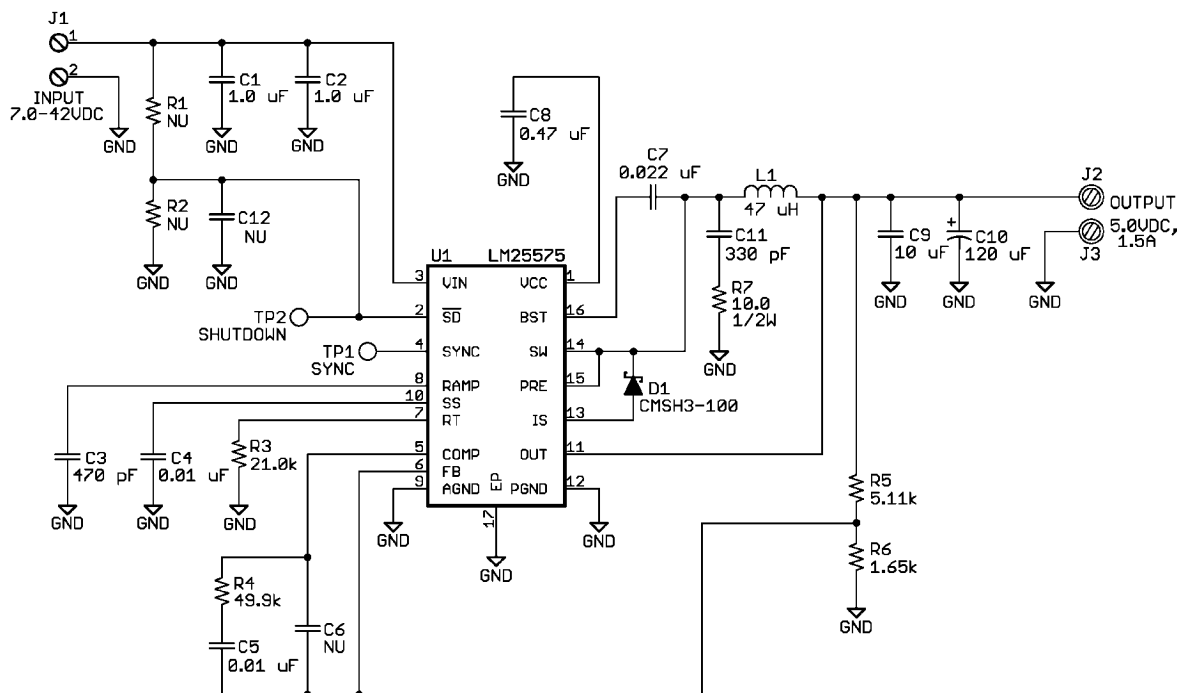 J1
1
2
INPUT
7.0-42VDC
GND
R1
NU
C1
1.0 uF
GND
C2
1.0 uF
GND
R2
NU
GND
C12
NU
GND
C8
0.47 uF
GND
C7
0.022 uF
L1
47 uH
J2
OUTPUT
5.0VDC,
1.5A
J3
GND
C11
330 pF
R7
10.0
1/2W
GND
C9
10 uF
GND
+
C10
120 uF
GND
U1 LM25575
3 VIN VCC 1
2 SD BST 16
4 SYNC SW 14
8 RAMP PRE 15
10 SS
7 RT IS 13
5 COMP OUT 11
6 FB
9 AGND EP PGND 12
17
GND
GND
GND
TP2
SHUTDOWN
TP1
SYNC
D1
CMSH3-100
C3
470 pF
GND
C4
0.01 uF
GND
R3
21.0k
GND
R5
5.11k
R6
1.65k
GND
R4
49.9k
C5
0.01 uF
C6
NU